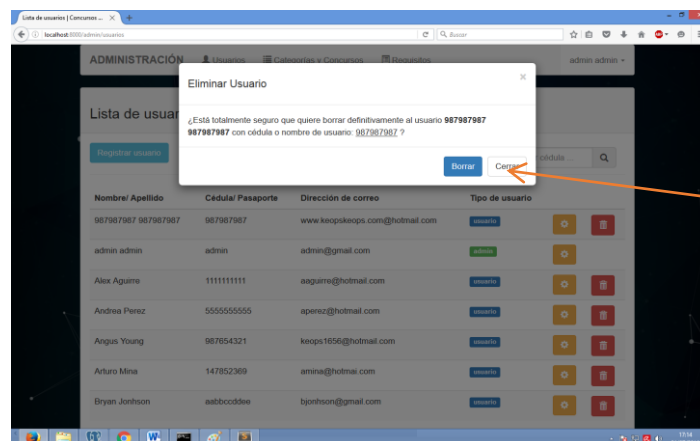 Lista de usuarios | Concursos ...
localhost:8000/admin/usuarios
Buscar
ADMINISTRACIÓN Usuarios Categorías y Concursos Requisitos admin admin
Eliminar Usuario ×
¿Está totalmente seguro que quiere borrar definitivamente al usuario 987987987
987987987 con cédula o nombre de usuario: 987987987 ?
Borrar Cerrar
Lista de usuar
Registrar usuario cédula ...
Nombre/ Apellido Cédula/ Pasaporte Dirección de correo Tipo de usuario
987987987 987987987 987987987 www.keopskeops.com@hotmail.com usuario
admin admin admin admin@gmail.com admin
Alex Aguirre 1111111111 aaguirre@hotmail.com usuario
Andrea Perez 5555555555 aperez@hotmail.com usuario
Angus Young 987654321 keops1656@hotmail.com usuario
Arturo Mina 147852369 amina@hotmai.com usuario
Bryan Jonhson aabbccddee bjonhson@gmail.com usuario
17:14